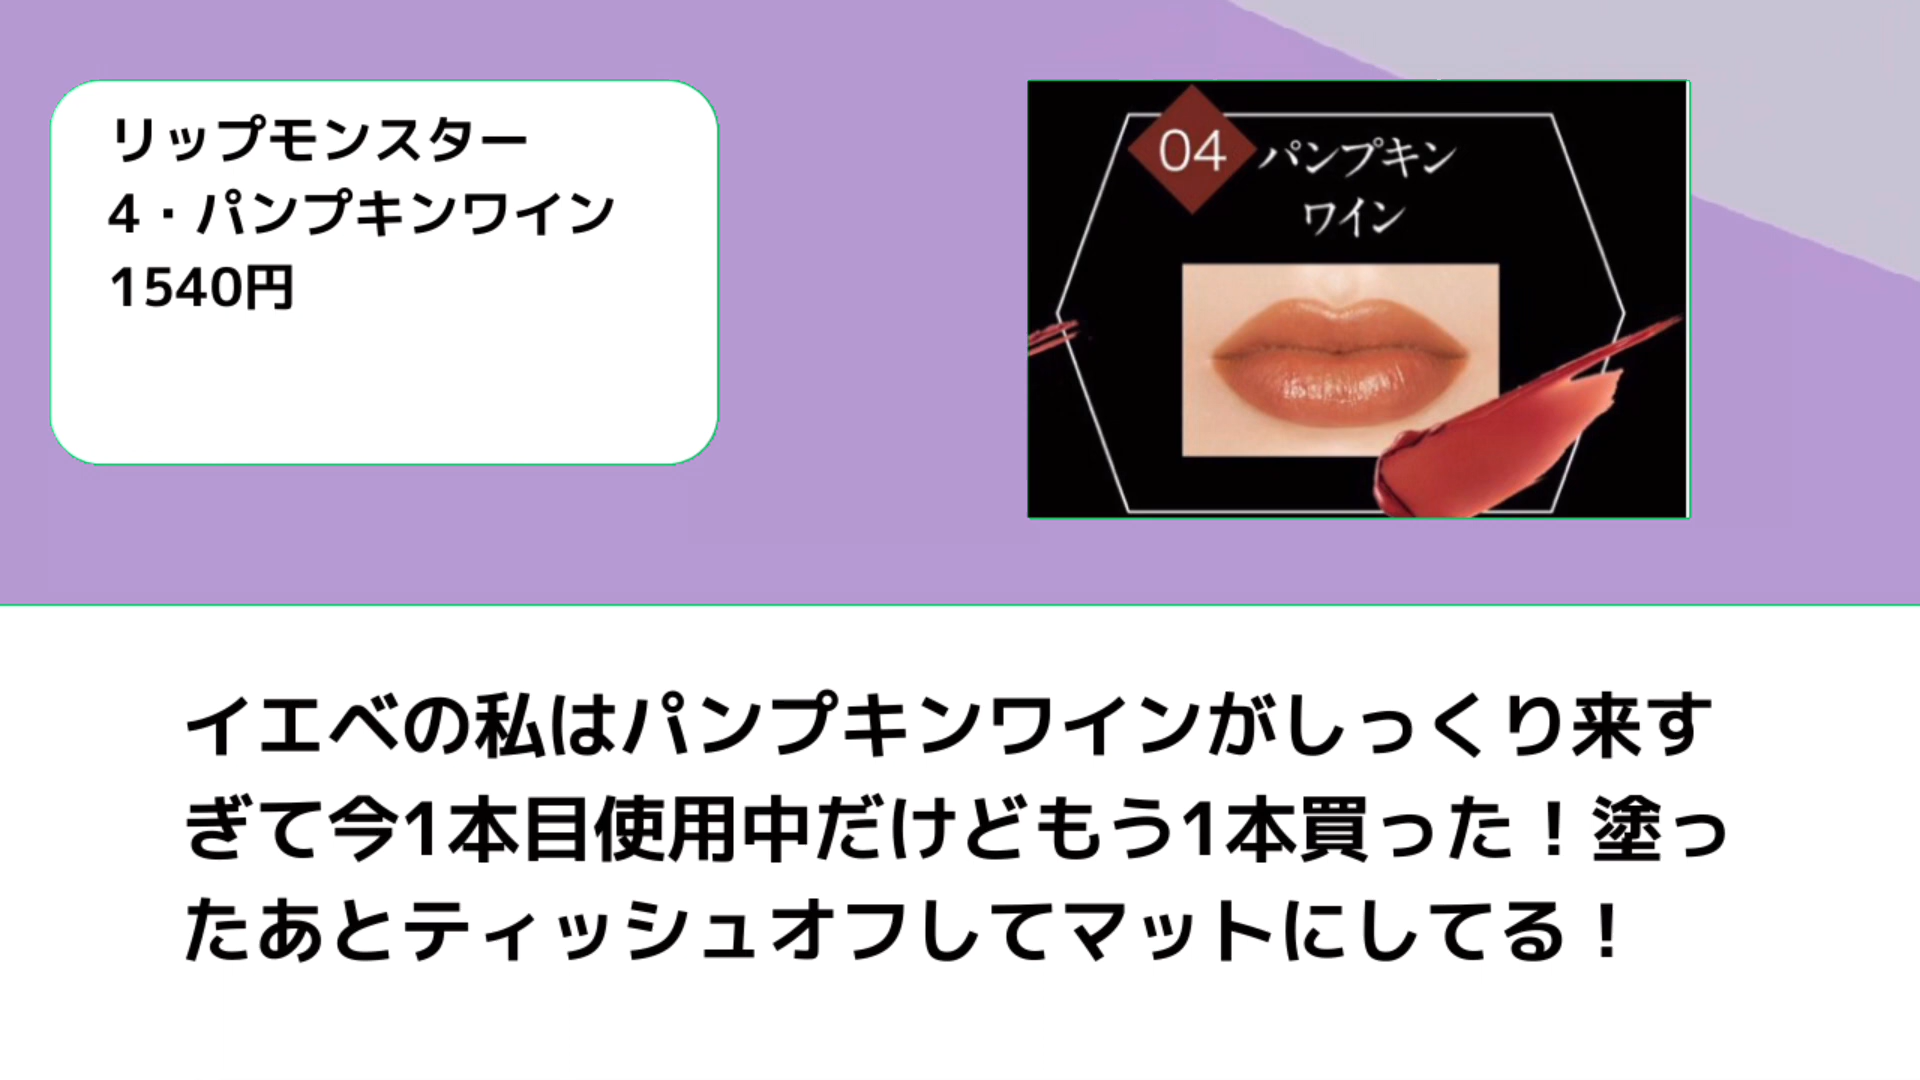 リップモンスター
4・パンプキンワイン
1540円
04
パンプキン
ワイン
イエベの私はパンプキンワインがしっくり来す
ぎて今1本目使用中だけどもう1本買った！塗っ
たあとティッシュオフしてマットにしてる！